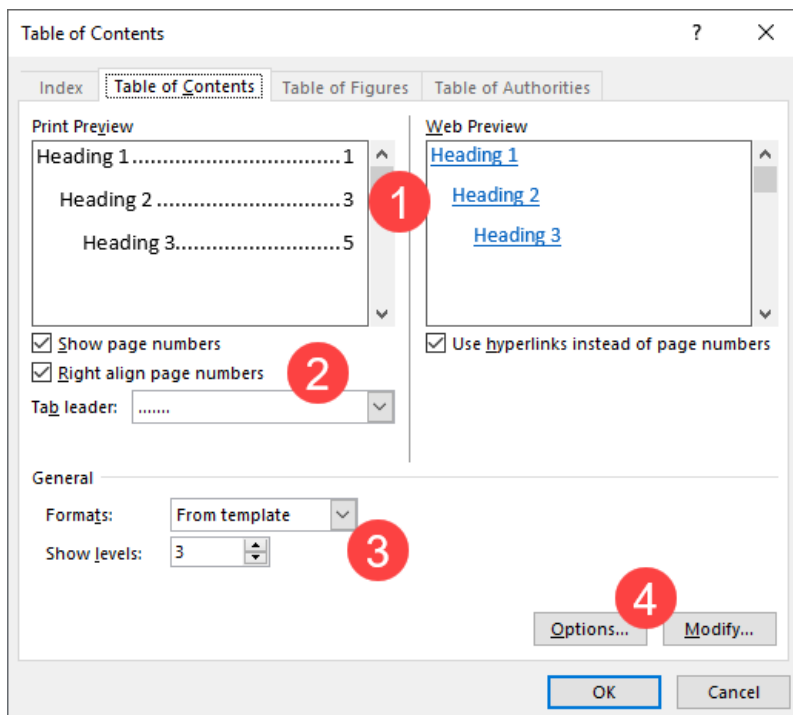 Table of Contents ?
Index Table of Contents Table of Figures Table of Authorities
Print Preview
Heading 1..................................1
Heading 2 ..............................3
Heading 3...........................5
1
Web Preview
Heading 1
Heading 2
Heading 3
Show page numbers
Right align page numbers
2
Tab leader: .......
Use hyperlinks instead of page numbers
General
Formats: From template
Show levels: 3
3
4
Options... Modify...
OK Cancel